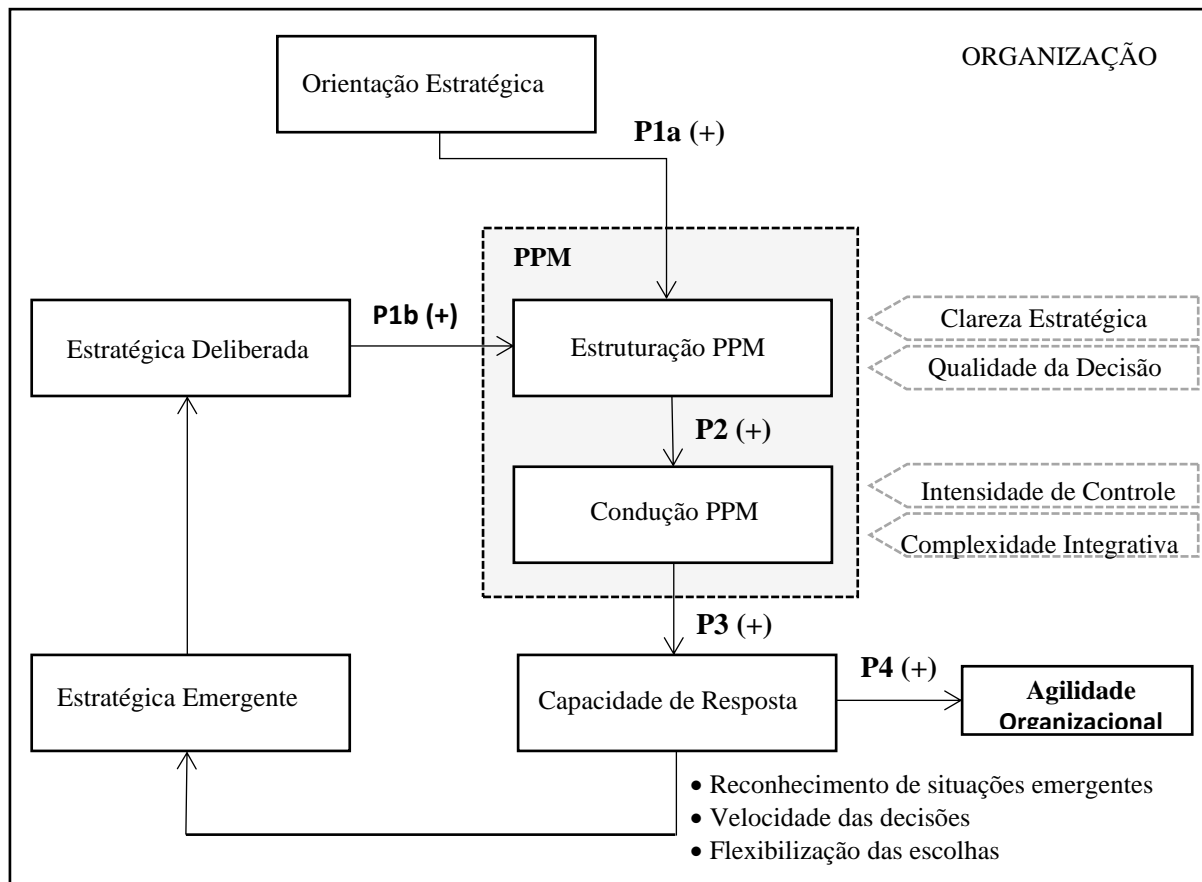 ORGANIZAÇÃO
Orientação Estratégica
P1a (+)
PPM
P1b (+)
Estratégica Deliberada
Estruturação PPM
Clareza Estratégica
Qualidade da Decisão
P2 (+)
Condução PPM
Intensidade de Controle
Complexidade Integrativa
P3 (+)
Estratégica Emergente
Capacidade de Resposta
P4 (+)
Agilidade
Organizacional
• Reconhecimento de situações emergentes
• Velocidade das decisões
• Flexibilização das escolhas